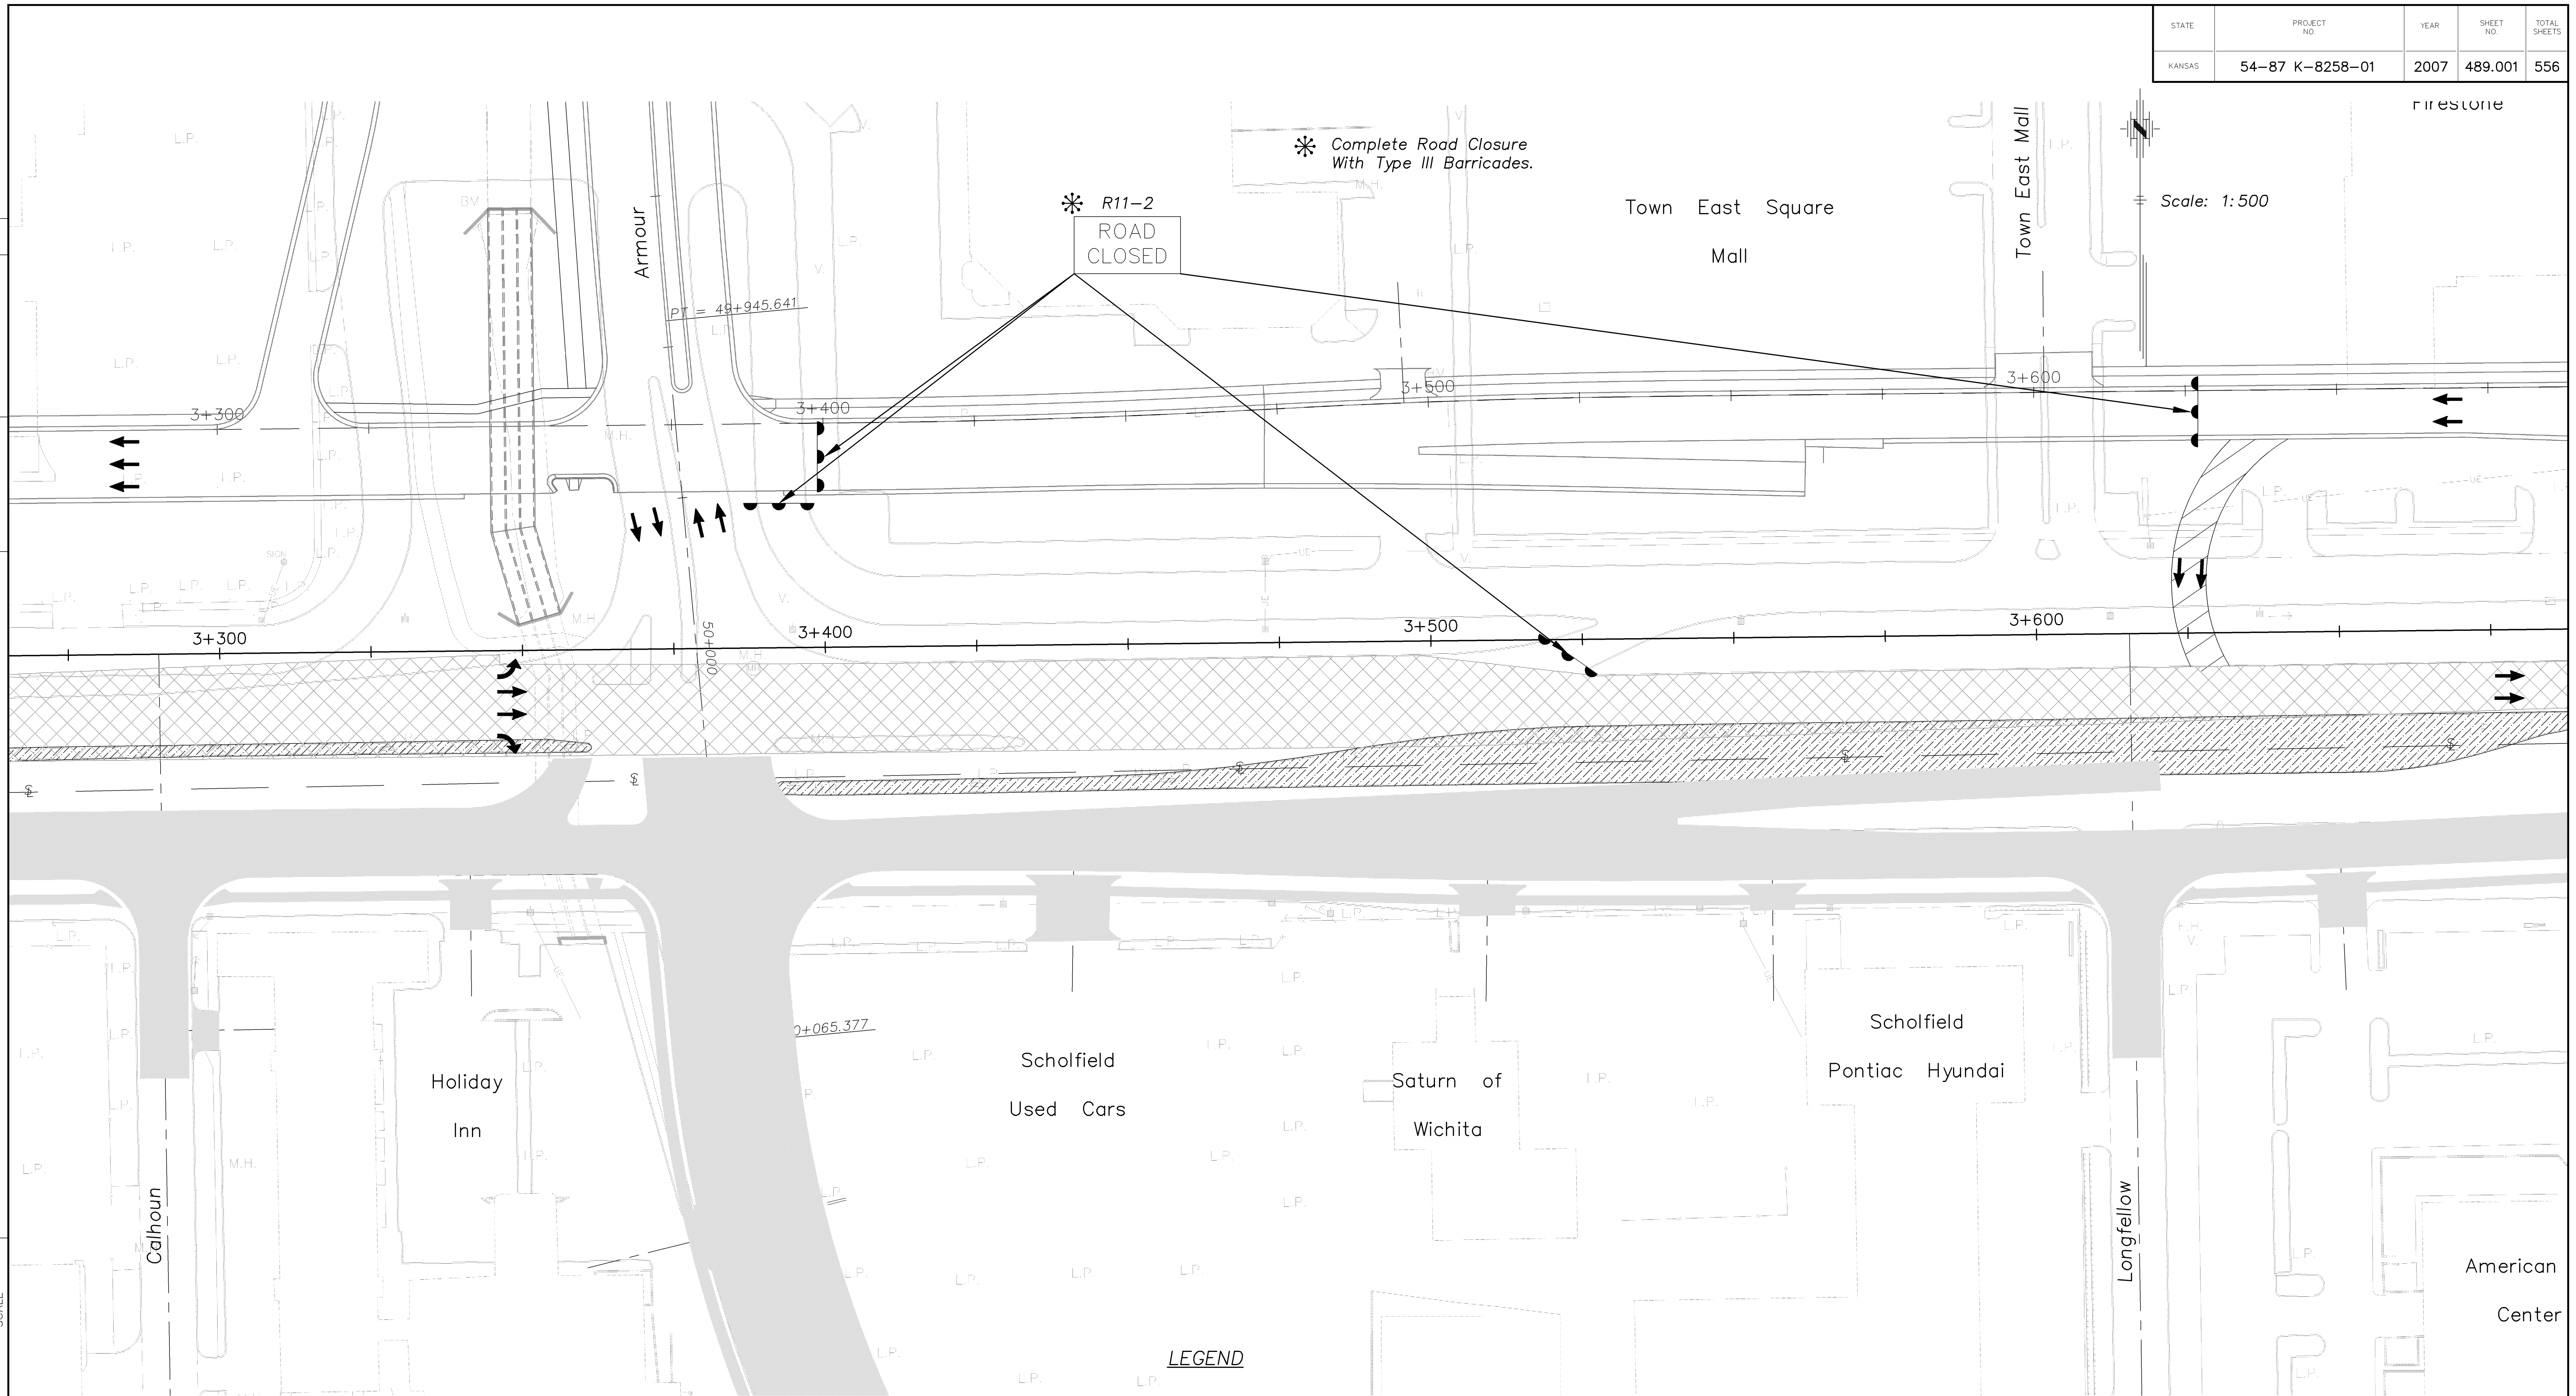 STATE
PROJECT
NO.
YEAR
SHEET
NO.
TOTAL
SHEETS
KANSAS
54-87 K-8258-01
2007
489.001
556
Firestone
Complete Road Closure
With Type III Barricades.
R11-2
ROAD
CLOSED
Town East Square
Mall
Town East Mall
Scale: 1:500
Armour
PT = 49+945.641
BV
3+300
3+400
3+500
3+600
M.H.
SIGN
UE
3+300
3+400
3+500
3+600
50+000
0+065.377
Holiday
Inn
Scholfield
Used Cars
Saturn of
Wichita
Scholfield
Pontiac Hyundai
Calhoun
Longfellow
American
Center
F.H.
V.
L.P.
M.H.
LEGEND